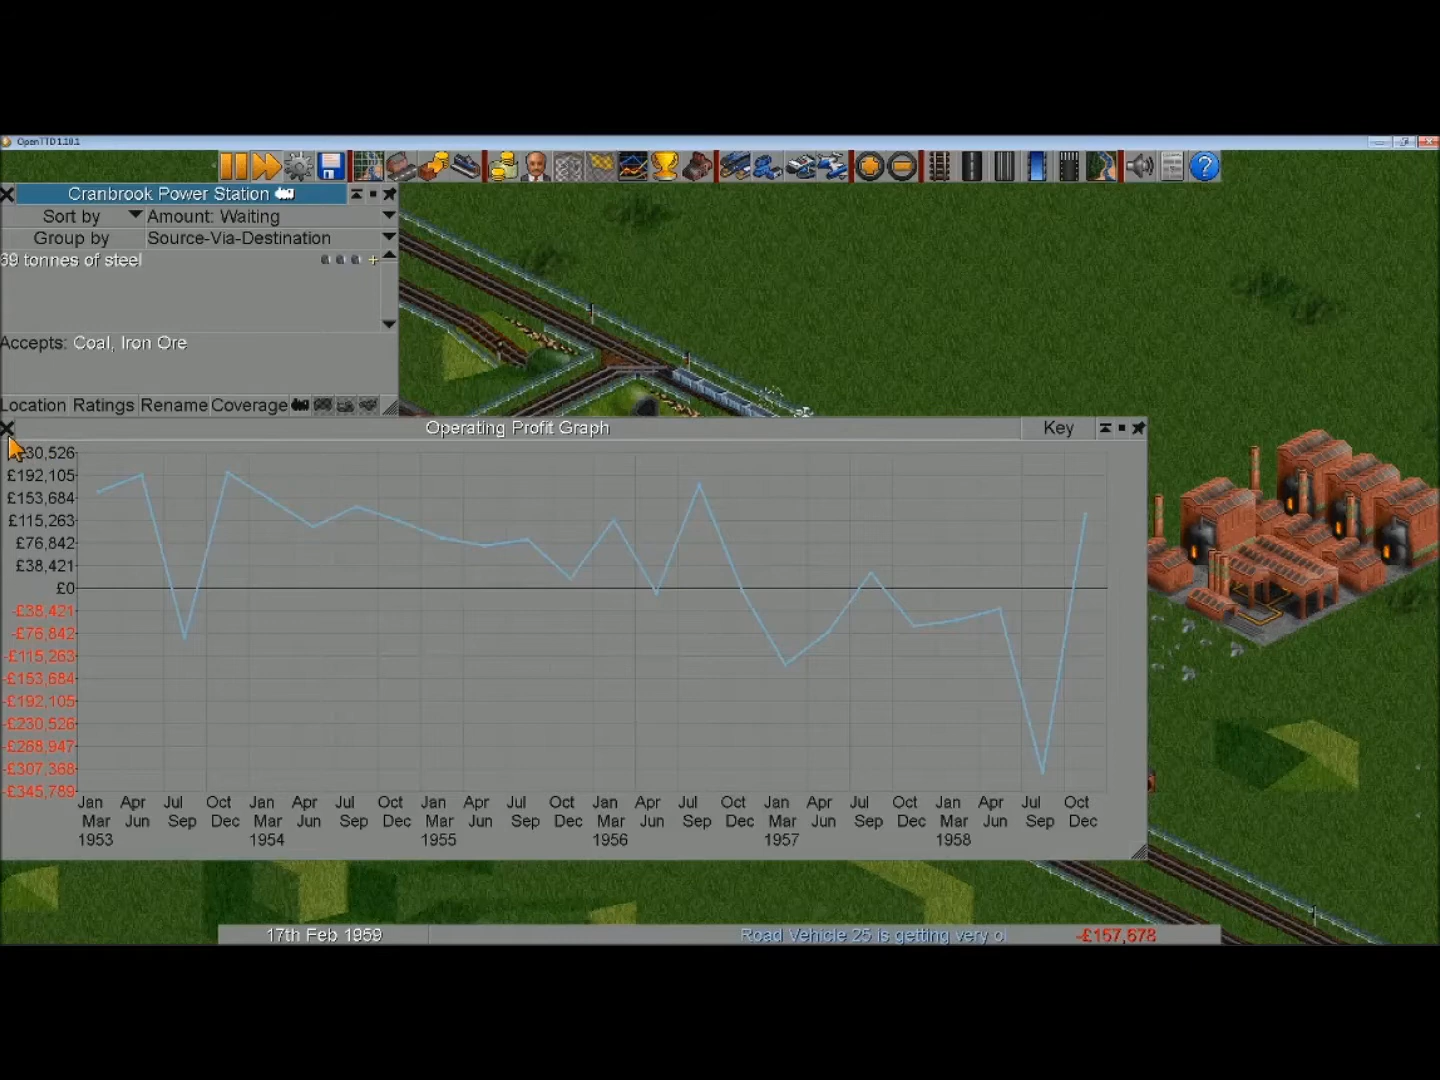 OpenTTD 1.10.1
Cranbrook Power Station
Sort by
Amount: Waiting
Group by
Source-Via-Destination
39 tonnes of steel
Accepts: Coal, Iron Ore
Location Ratings Rename Coverage
Operating Profit Graph
Key
30,526
£192,105
£153,684
£115,263
£76,842
£38,421
£0
-£38,421
-£76,842
-£115,263
-£153,684
-£192,105
-£230,526
-£268,947
-£307,368
-£345,789
Jan Apr Jul Oct Jan Apr Jul Oct Jan Apr Jul Oct Jan Apr Jul Oct Jan Apr Jul Oct Jan Apr Jul Oct
Mar Jun Sep Dec Mar Jun Sep Dec Mar Jun Sep Dec Mar Jun Sep Dec Mar Jun Sep Dec Mar Jun Sep Dec
1953 1954 1955 1956 1957 1958
17th Feb 1959
Road Vehicle 25 is getting very ol
-£157,678